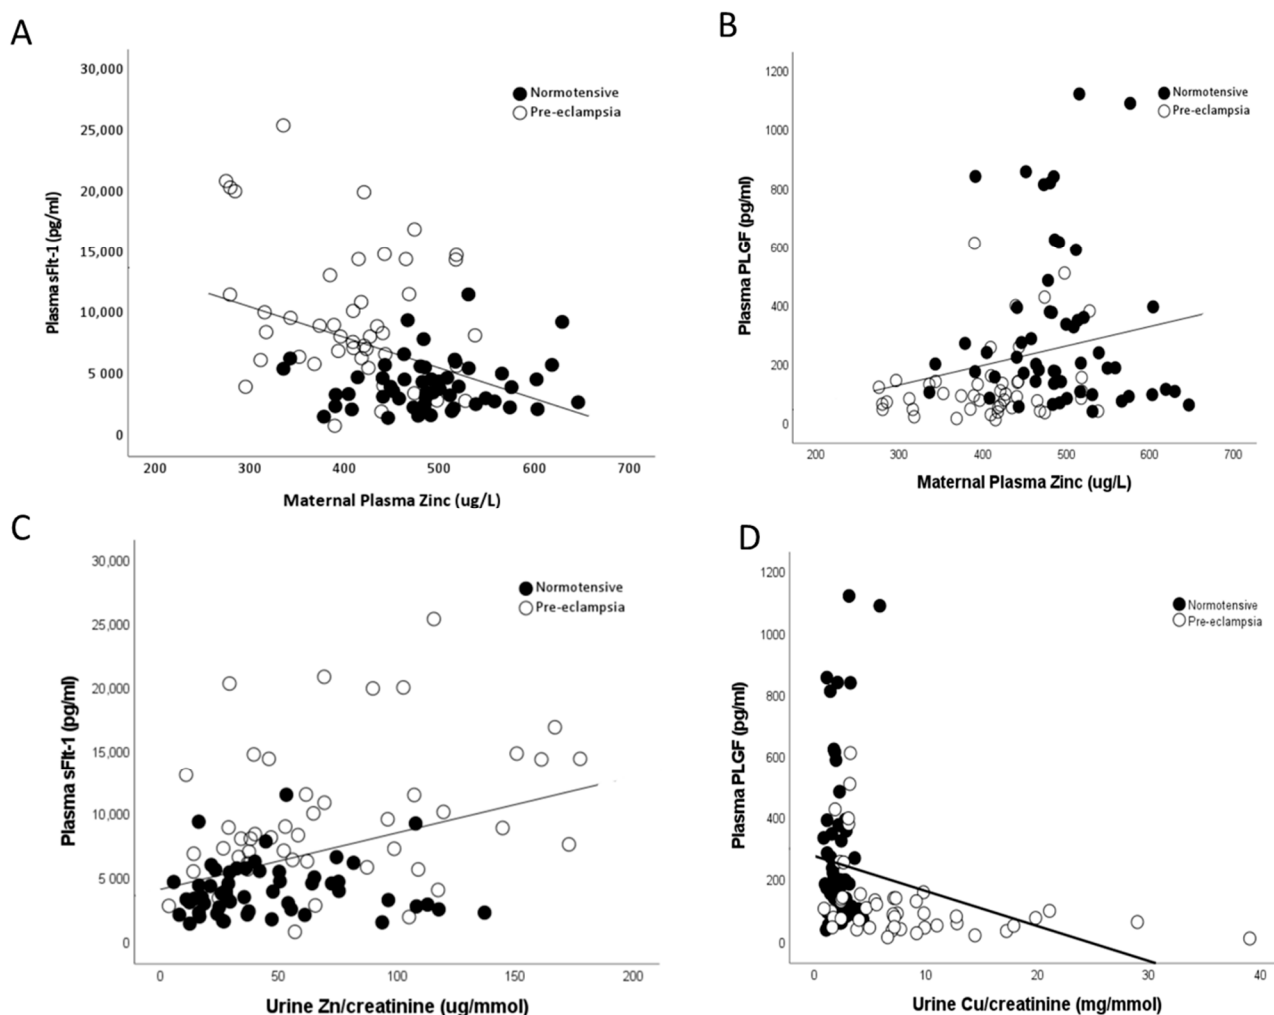 A
30,000
25,000
20,000
15,000
10,000
5 000
0
Plasma sFlt-1 (pg/ml)
Normotensive
Pre-eclampsia
200 300 400 500 600 700
Maternal Plasma Zinc (ug/L)
B
1200
1000
800
600
400
200
0
Plasma PLGF (pg/ml)
Normotensive
Pre-eclampsia
200 300 400 500 600 700
Maternal Plasma Zinc (ug/L)
C
30,000
25,000
20,000
15,000
10,000
5 000
0
Plasma sFlt-1 (pg/ml)
Normotensive
Pre-eclampsia
0 50 100 150 200
Urine Zn/creatinine (ug/mmol)
D
1200
1000
800
600
400
200
0
Plasma PLGF (pg/ml)
Normotensive
Pre-eclampsia
0 10 20 30 40
Urine Cu/creatinine (mg/mmol)